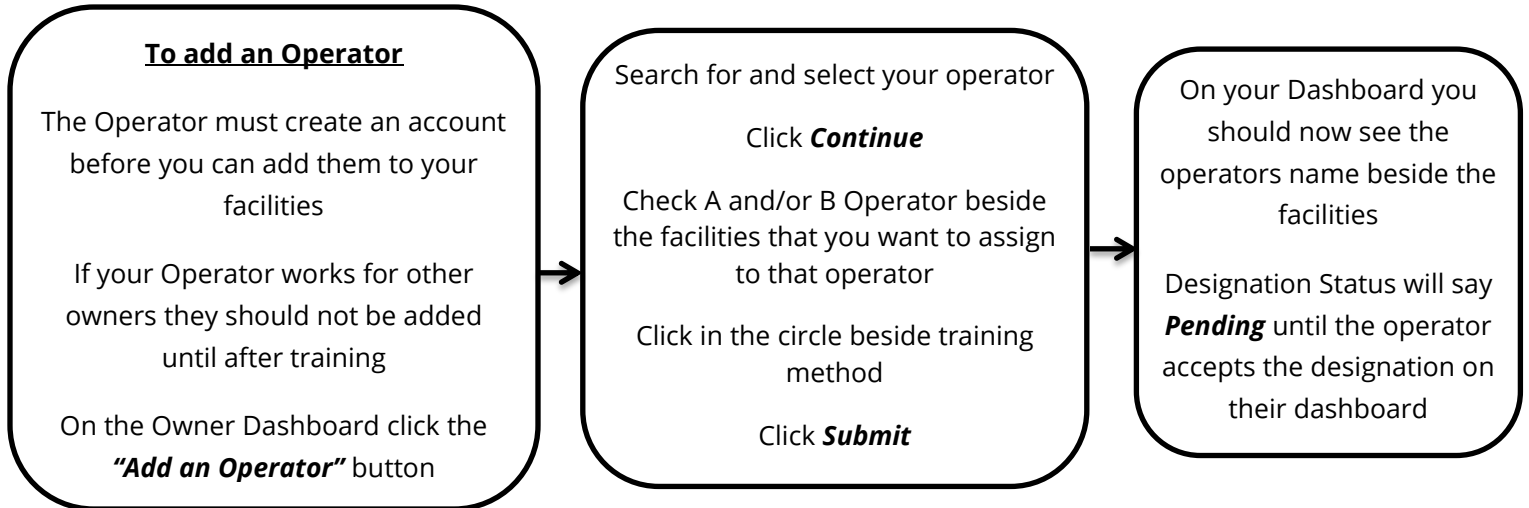 To add an Operator
The Operator must create an account
before you can add them to your
facilities
If your Operator works for other
owners they should not be added
until after training
On the Owner Dashboard click the
“Add an Operator” button
Search for and select your operator
Click Continue
Check A and/or B Operator beside
the facilities that you want to assign
to that operator
Click in the circle beside training
method
Click Submit
On your Dashboard you
should now see the
operators name beside the
facilities
Designation Status will say
Pending until the operator
accepts the designation on
their dashboard